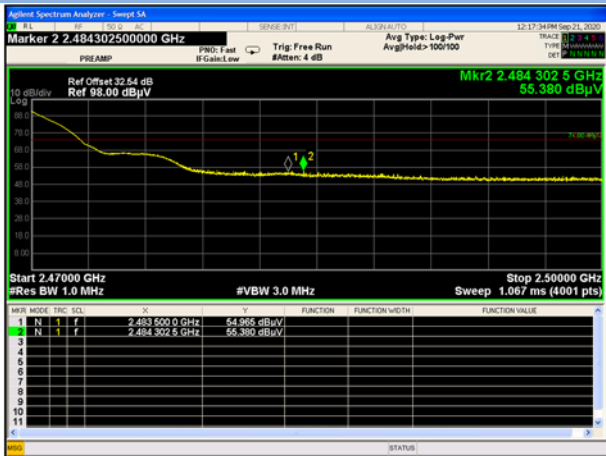 Agilent Spectrum Analyzer - Swept SA
RL RF 50 Ω AC SENSE:INT ALIGN AUTO 12:17:34 PM Sep 21, 2020
Marker 2 2.484302500000 GHz
PREAMP
PNO: Fast
IFGain:Low
Trig: Free Run
#Atten: 4 dB
Avg Type: Log-Pwr
Avg|Hold>100/100
TRACE 1 2 3 4 5 6
TYPE M
DET P N N N N N
Ref Offset 32.54 dB
10 dB/div Ref 98.00 dBµV
Log
Mkr2 2.484 302 5 GHz
55.380 dBµV
88.0
78.0
68.0
58.0
48.0
38.0
28.0
18.0
8.00
1 2
Start 2.47000 GHz
Stop 2.50000 GHz
#Res BW 1.0 MHz #VBW 3.0 MHz Sweep 1.067 ms (4001 pts)
MKR MODE TRC SCL X Y FUNCTION FUNCTION WIDTH FUNCTION VALUE
1 N 1 f 2.483 500 0 GHz 54.965 dBµV
2 N 1 f 2.484 302 5 GHz 55.380 dBµV
3
4
5
6
7
8
9
10
11
MSG STATUS